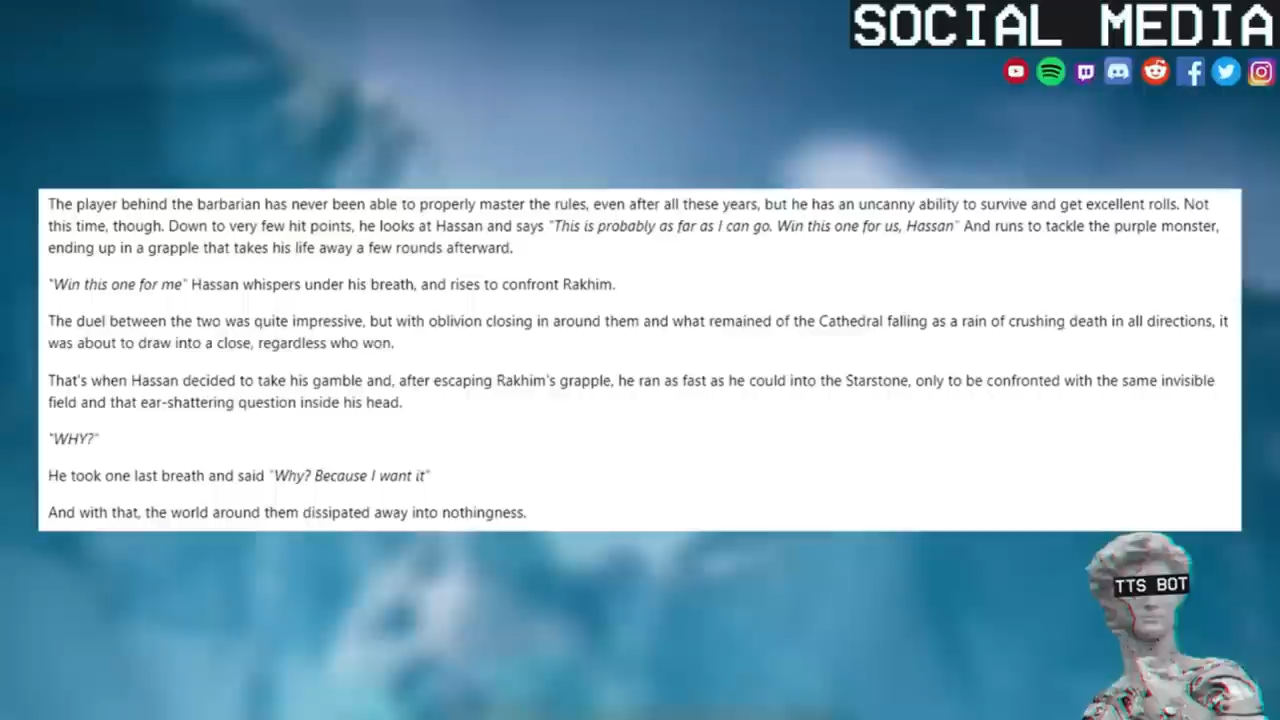 SOCIAL MEDIA
The player behind the barbarian has never been able to properly master the rules, even after all these years, but he has an uncanny ability to survive and get excellent rolls. Not
this time, though. Down to very few hit points, he looks at Hassan and says "This is probably as far as I can go. Win this one for us, Hassan" And runs to tackle the purple monster,
ending up in a grapple that takes his life away a few rounds afterward.
"Win this one for me" Hassan whispers under his breath, and rises to confront Rakhim.
The duel between the two was quite impressive, but with oblivion closing in around them and what remained of the Cathedral falling as a rain of crushing death in all directions, it
was about to draw into a close, regardless who won.
That's when Hassan decided to take his gamble and, after escaping Rakhim's grapple, he ran as fast as he could into the Starstone, only to be confronted with the same invisible
field and that ear-shattering question inside his head.
"WHY?"
He took one last breath and said "Why? Because I want it"
And with that, the world around them dissipated away into nothingness.
TTS BOT